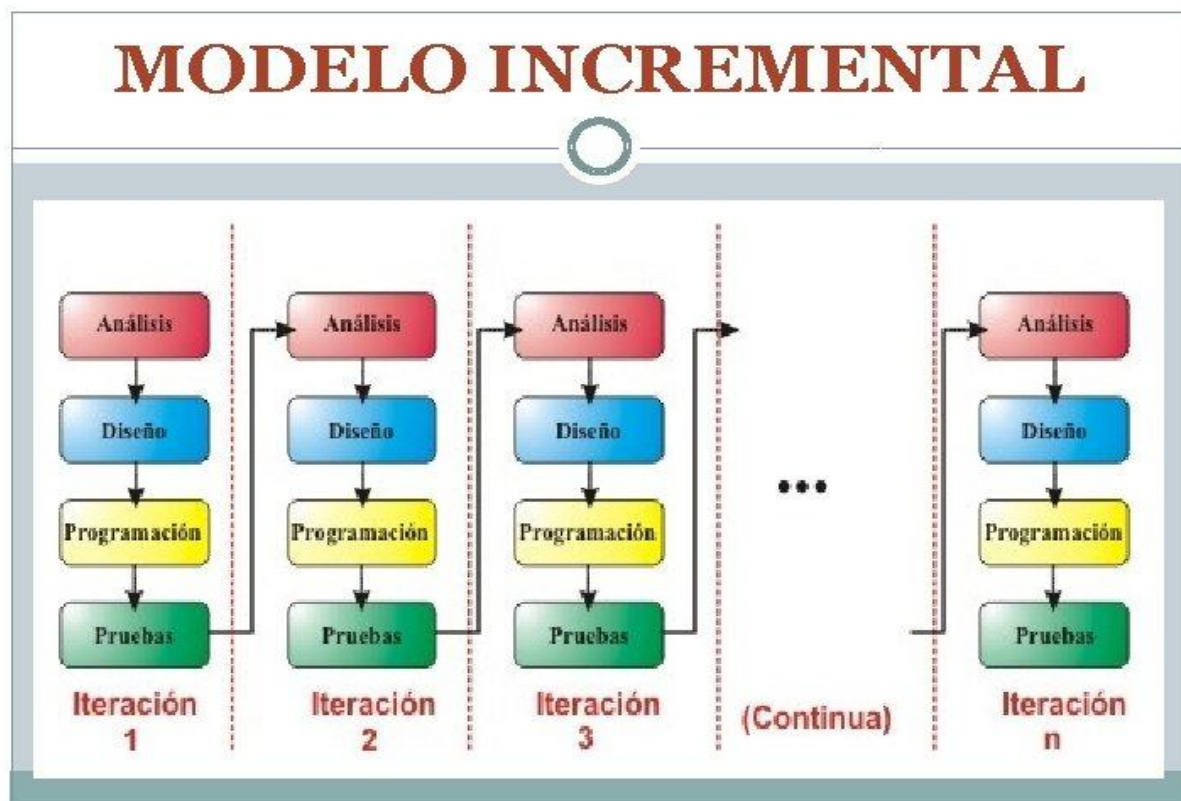 MODELO INCREMENTAL
Análisis
Diseño
Programación
Pruebas
Iteración
1
Análisis
Diseño
Programación
Pruebas
Iteración
2
Análisis
Diseño
Programación
Pruebas
Iteración
3
...
(Continua)
Análisis
Diseño
Programación
Pruebas
Iteración
n